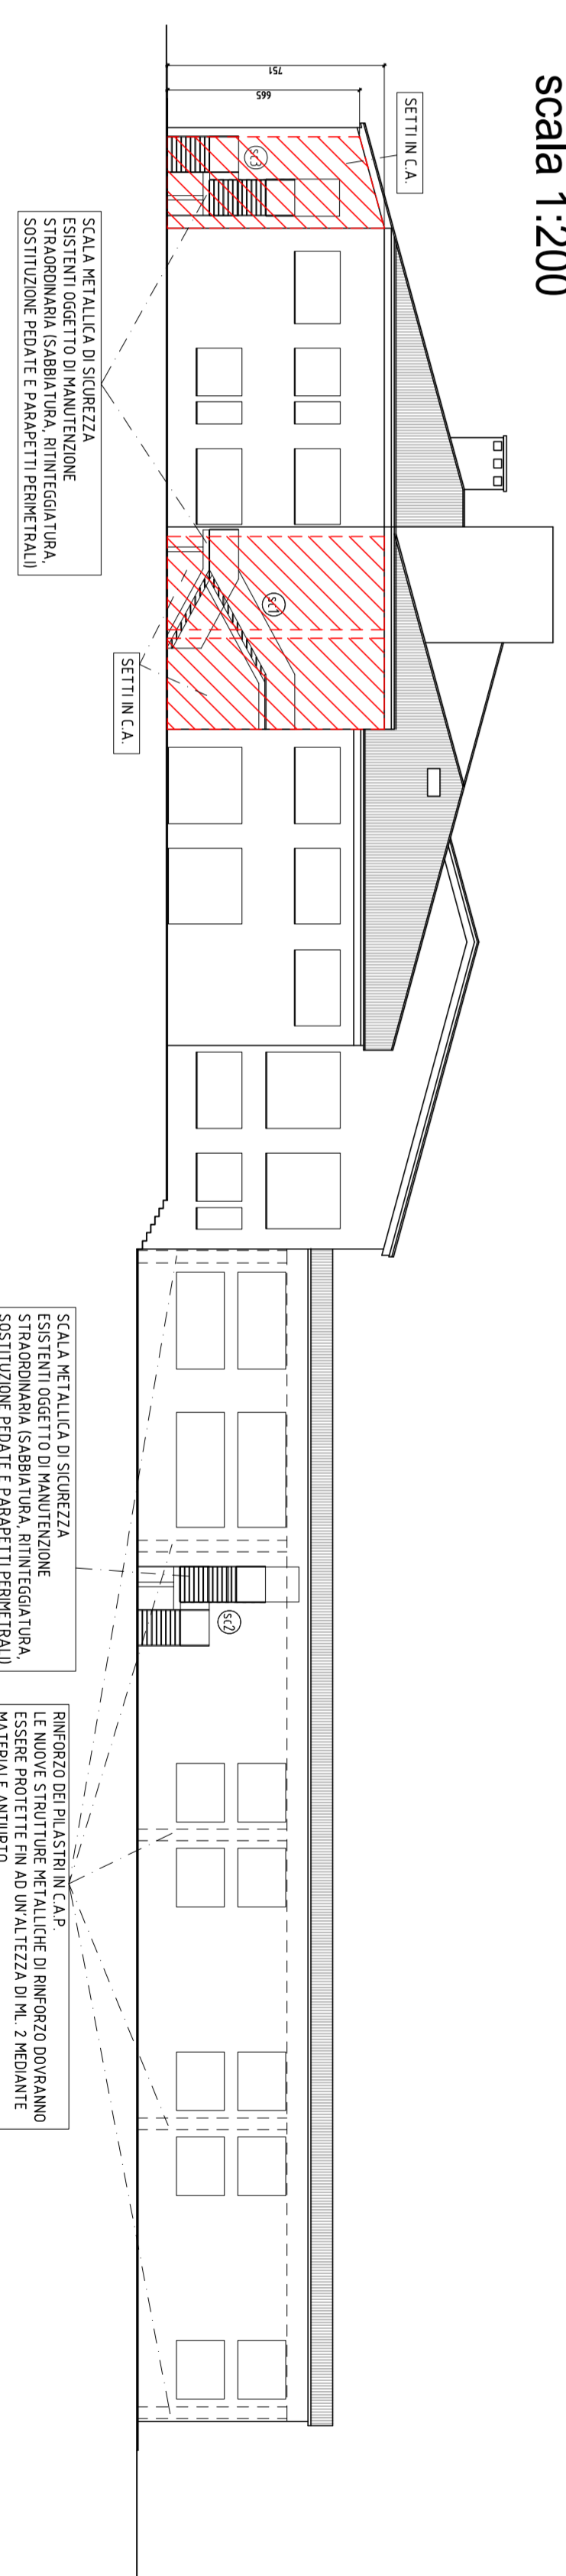 scala 1:200
751
665
SETTI IN C.A.
sc3
SCALA METALLICA DI SICUREZZA
ESISTENTI OGGETTO DI MANUTENZIONE
STRAORDINARIA (SABBIATURA, RITINTEGGIATURA,
SOSTITUZIONE PEDATE E PARAPETTI PERIMETRALI)
sc1
SETTI IN C.A.
SCALA METALLICA DI SICUREZZA
ESISTENTI OGGETTO DI MANUTENZIONE
STRAORDINARIA (SABBIATURA, RITINTEGGIATURA,
SOSTITUZIONE PEDATE E PARAPETTI PERIMETRALI)
sc2
RINFORZO DEI PILASTRI IN C.A.P.
LE NUOVE STRUTTURE METALLICHE DI RINFORZO DOVRANNO
ESSERE PROTETTE FIN AD UN'ALTEZZA DI ML. 2 MEDIANTE
MATERIALE ANTIURTO